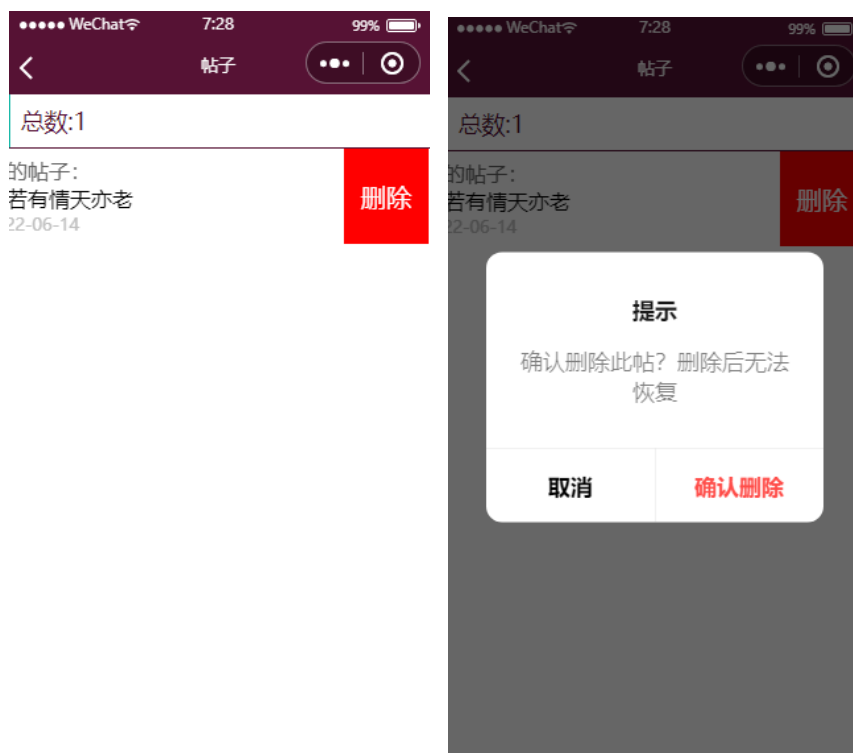 WeChat 7:28 99%
帖子
总数:1
的帖子:
若有情天亦老
22-06-14
删除
WeChat 7:28 99%
帖子
总数:1
的帖子:
若有情天亦老
22-06-14
删除
提示
确认删除此帖？删除后无法
恢复
取消 确认删除